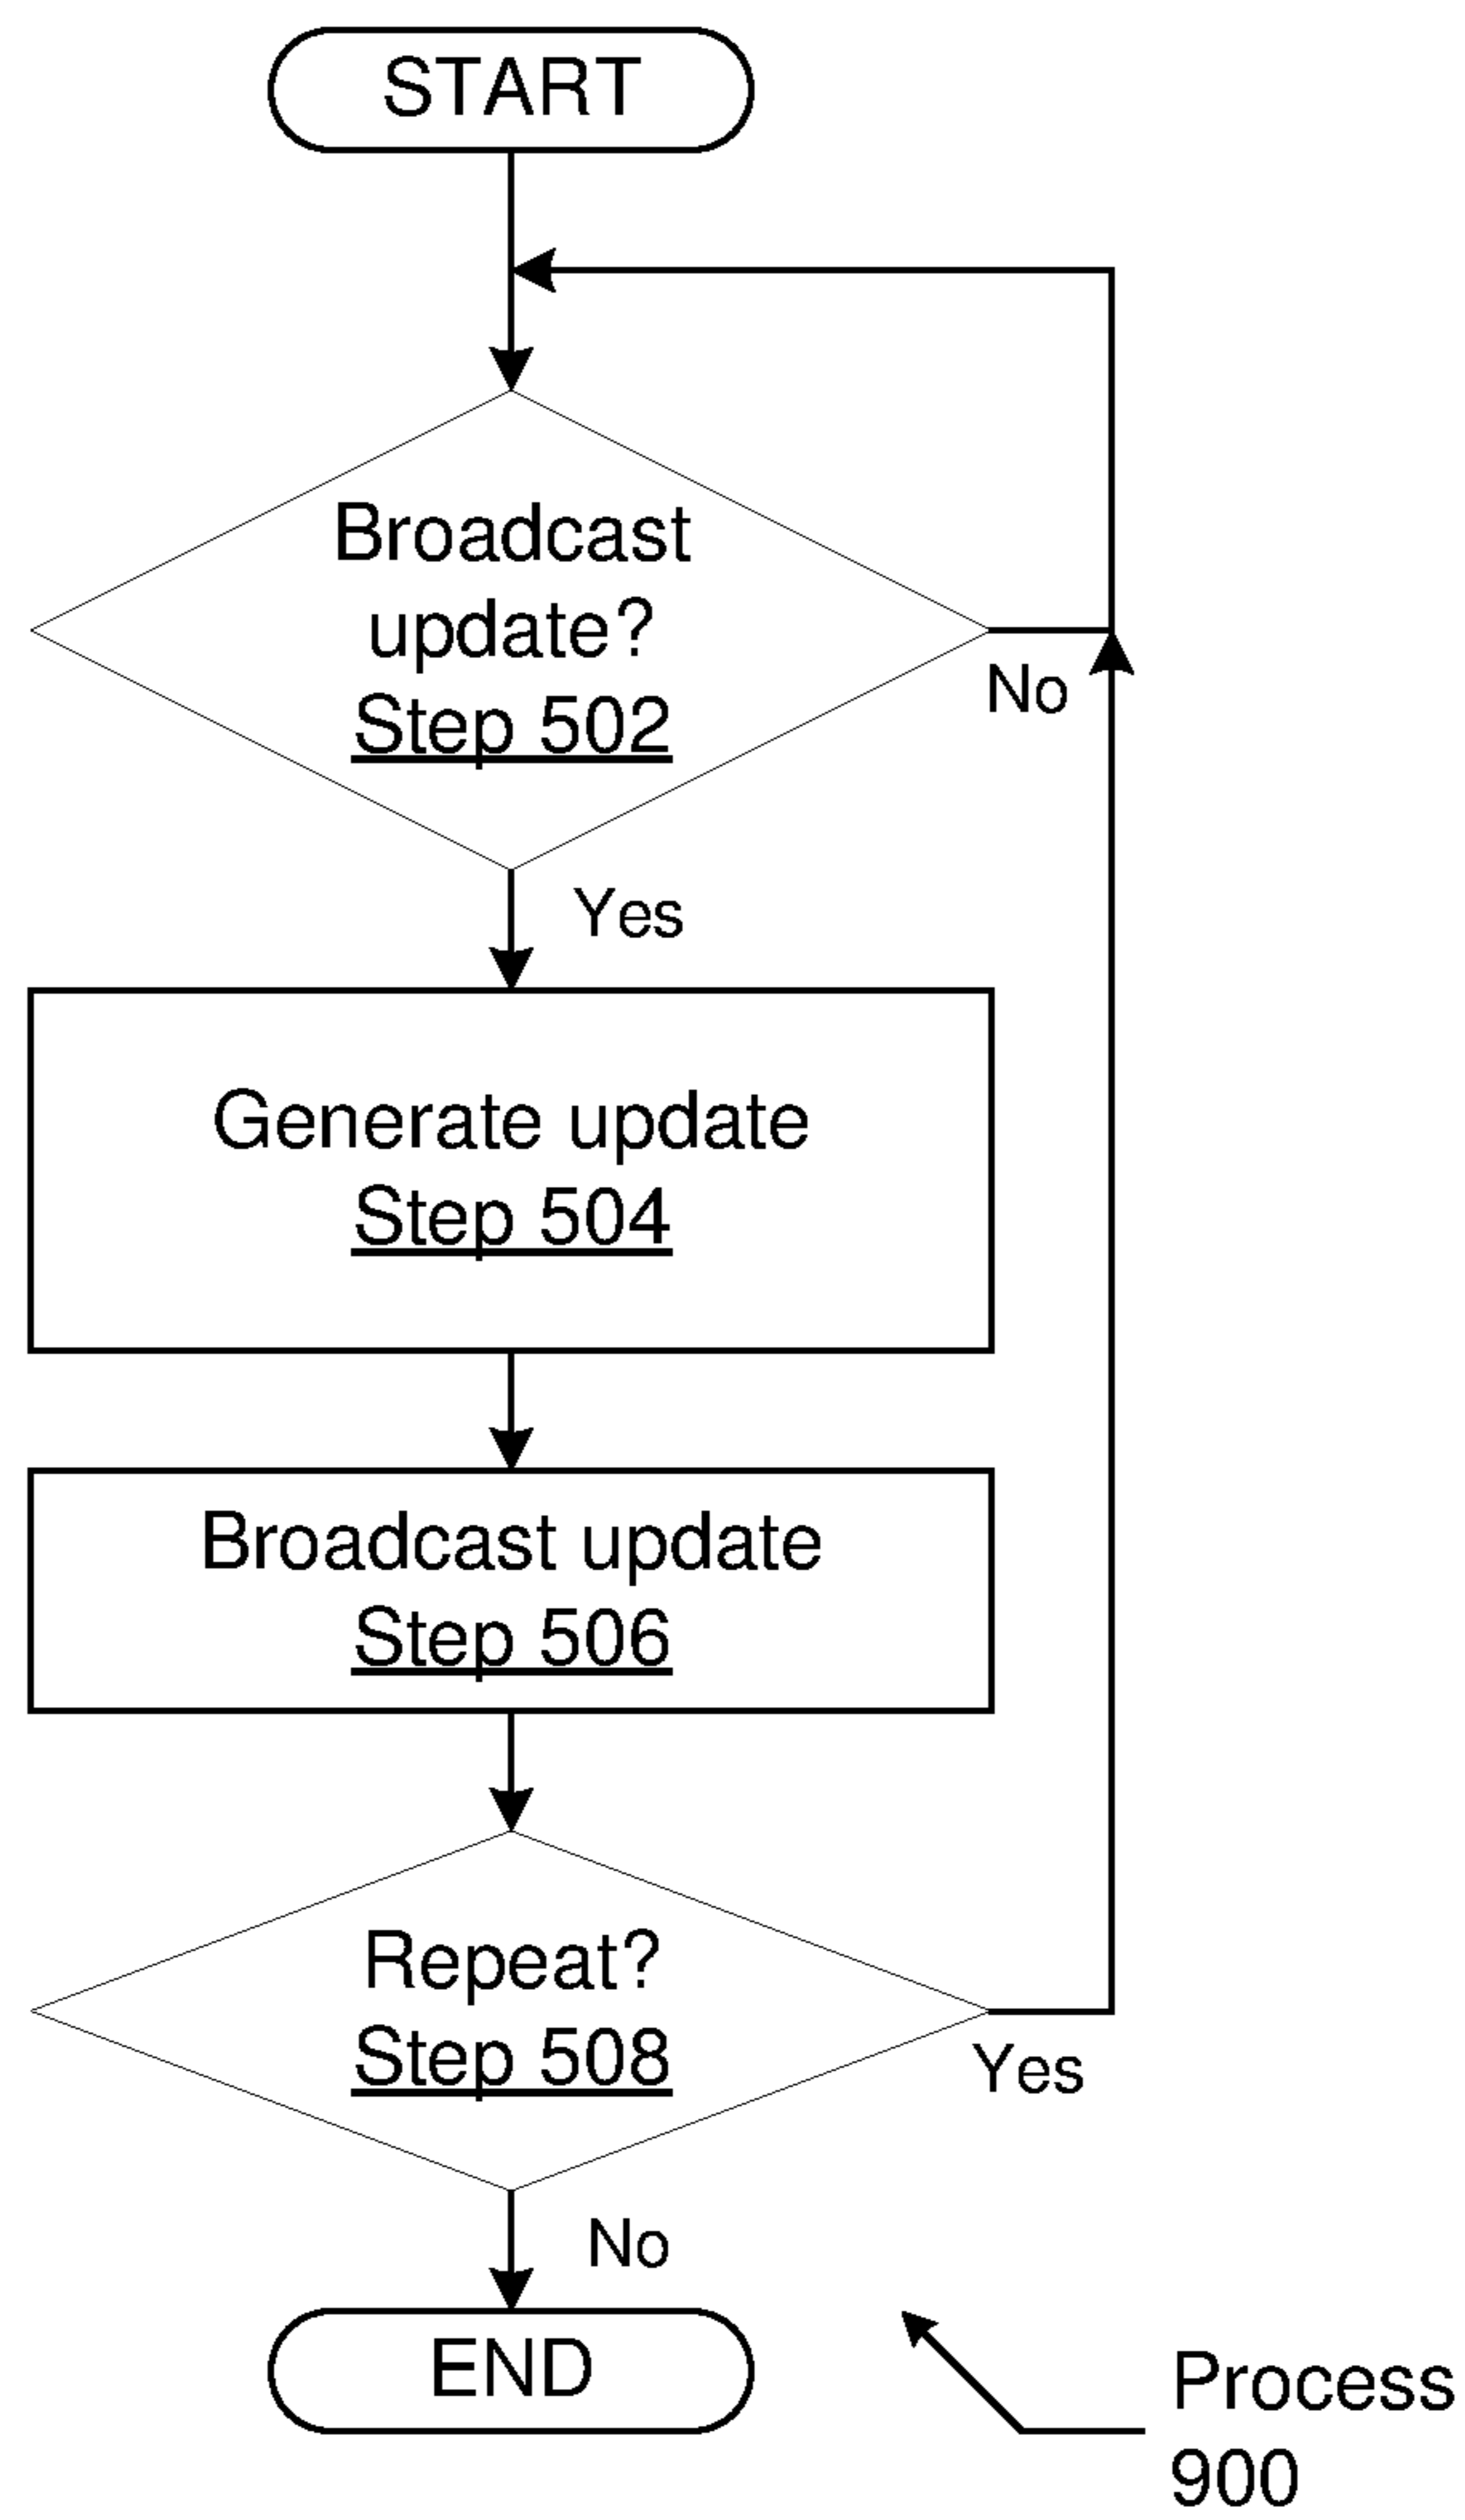 START
Broadcast
update?
Step 502
No
Yes
Generate update
Step 504
Broadcast update
Step 506
Repeat?
Step 508
Yes
No
END
Process
900